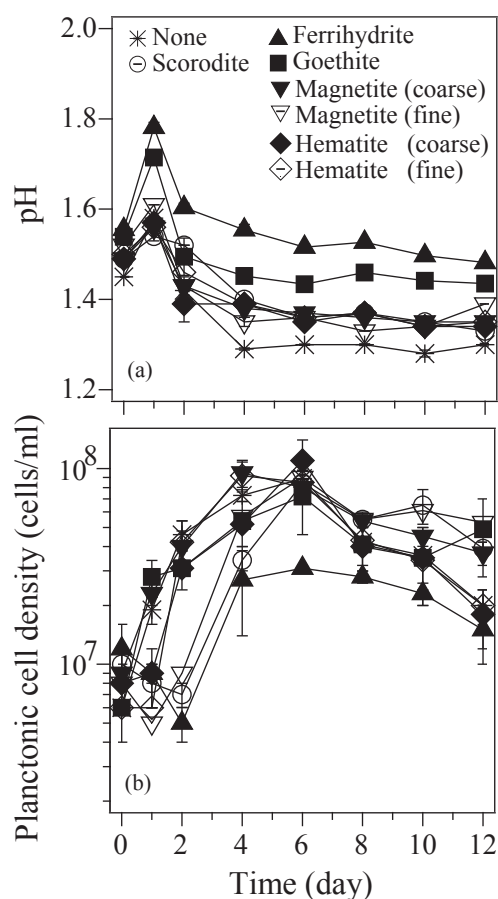 2.0
None
Ferrihydrite
Scorodite
Goethite
Magnetite (coarse)
Magnetite (fine)
Hematite (coarse)
Hematite (fine)
1.8
pH
1.6
1.4
1.2
(a)
10^8
Planctonic cell density (cells/ml)
10^7
(b)
0 2 4 6 8 10 12
Time (day)